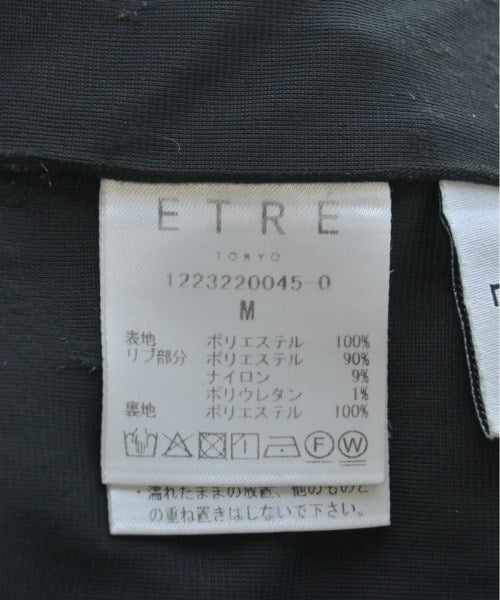 ETRÉ
TOKYO
1223220045-0
M
表地 ポリエステル 100%
リブ部分 ポリエステル 90%
ナイロン 9%
ポリウレタン 1%
裏地 ポリエステル 100%
F W
・濡れたままの放置、他のものと
の重ね置きはしないで下さい。